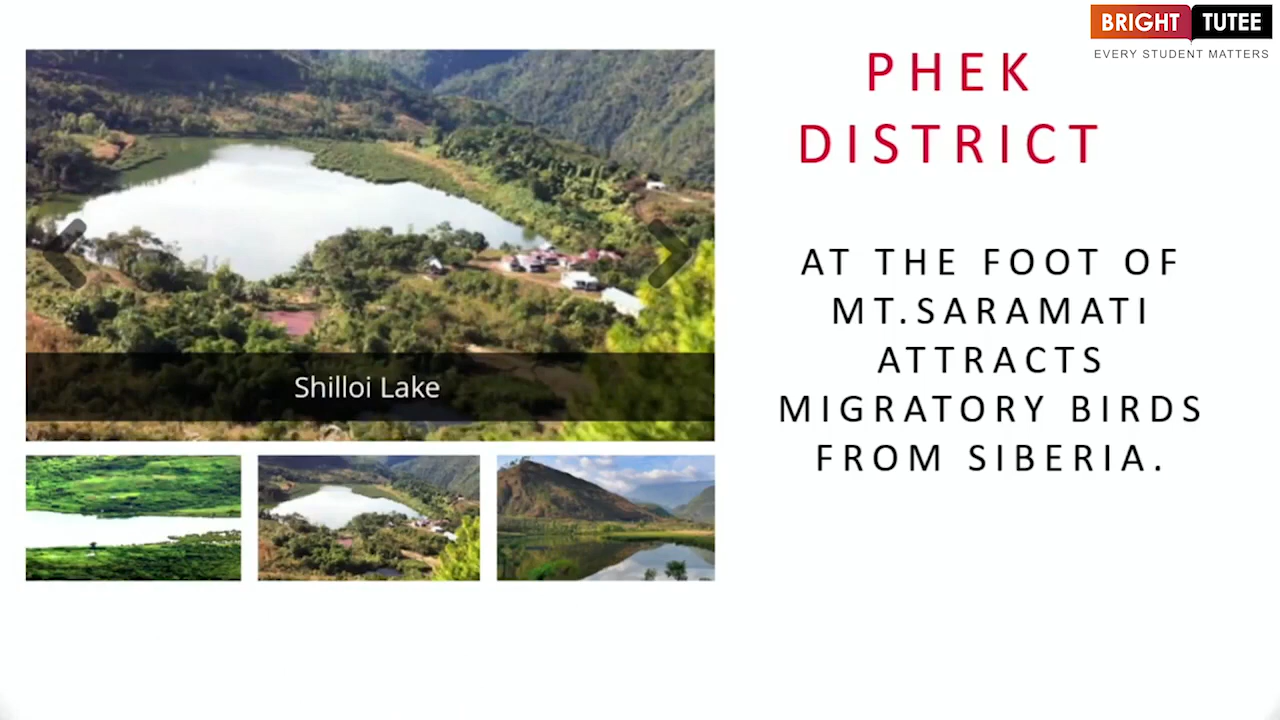 BRIGHT TUTEE
EVERY STUDENT MATTERS
PHEK
DISTRICT
AT THE FOOT OF
MT.SARAMATI
ATTRACTS
MIGRATORY BIRDS
FROM SIBERIA.
Shilloi Lake